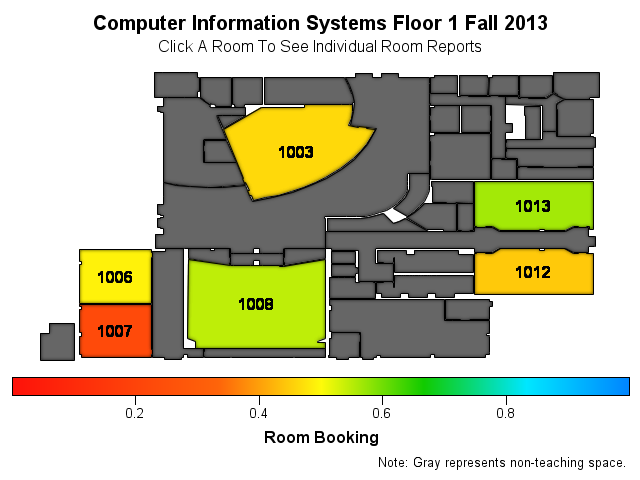 Computer Information Systems Floor 1 Fall 2013
Click A Room To See Individual Room Reports
1003
1013
1012
1006
1008
1007
0.2 0.4 0.6 0.8
Room Booking
Note: Gray represents non-teaching space.